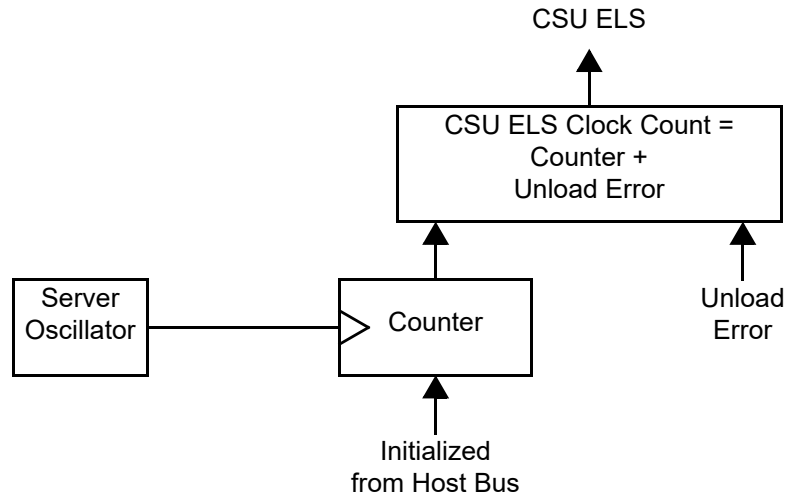 CSU ELS
CSU ELS Clock Count =
Counter +
Unload Error
Server
Oscillator
Counter
Unload
Error
Initialized
from Host Bus